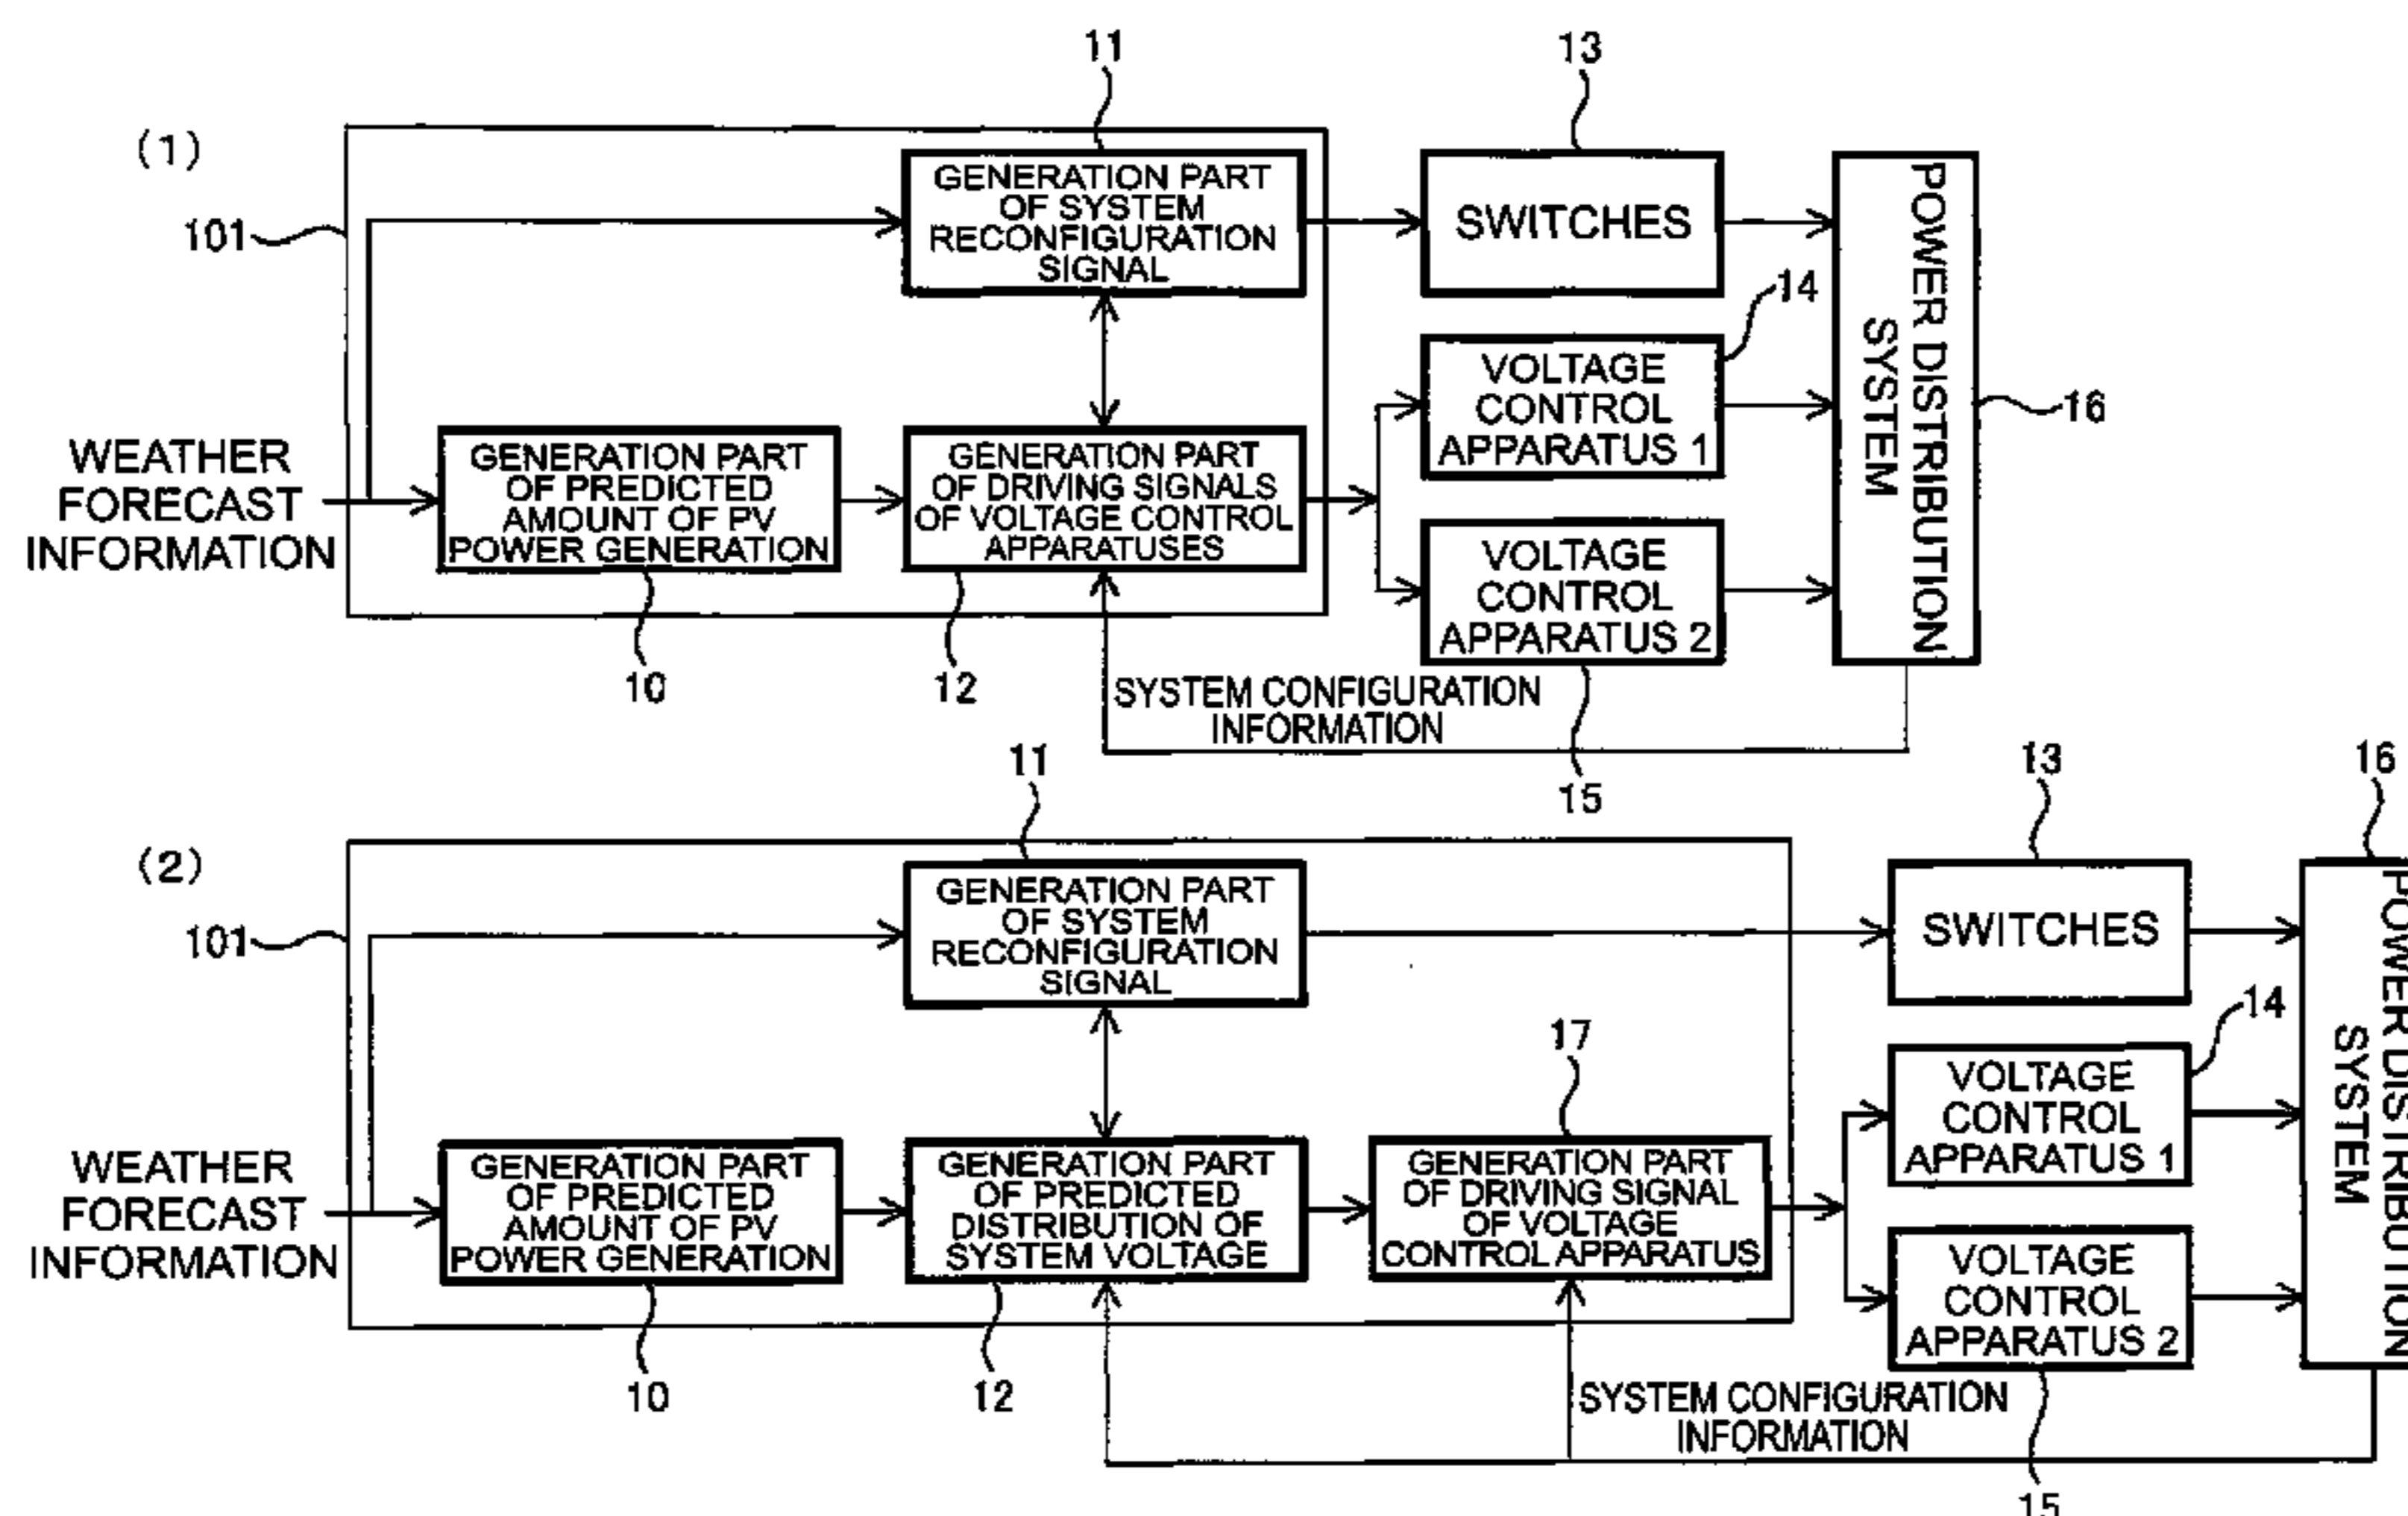 11
13
(1)
GENERATION PART
OF SYSTEM
RECONFIGURATION
SIGNAL
SWITCHES
101
14
VOLTAGE
CONTROL
APPARATUS 1
POWER DISTRIBUTION
SYSTEM
16
WEATHER
FORECAST
INFORMATION
GENERATION PART
OF PREDICTED
AMOUNT OF PV
POWER GENERATION
GENERATION PART
OF DRIVING SIGNALS
OF VOLTAGE CONTROL
APPARATUSES
VOLTAGE
CONTROL
APPARATUS 2
10
12
SYSTEM CONFIGURATION
INFORMATION
15
11
13
16
(2)
GENERATION PART
OF SYSTEM
RECONFIGURATION
SIGNAL
SWITCHES
101
14
17
VOLTAGE
CONTROL
APPARATUS 1
POWER DISTRIBUTION
SYSTEM
WEATHER
FORECAST
INFORMATION
GENERATION PART
OF PREDICTED
AMOUNT OF PV
POWER GENERATION
GENERATION PART
OF PREDICTED
DISTRIBUTION OF
SYSTEM VOLTAGE
GENERATION PART
OF DRIVING SIGNAL
OF VOLTAGE
CONTROL APPARATUS
VOLTAGE
CONTROL
APPARATUS 2
10
12
SYSTEM CONFIGURATION
INFORMATION
15